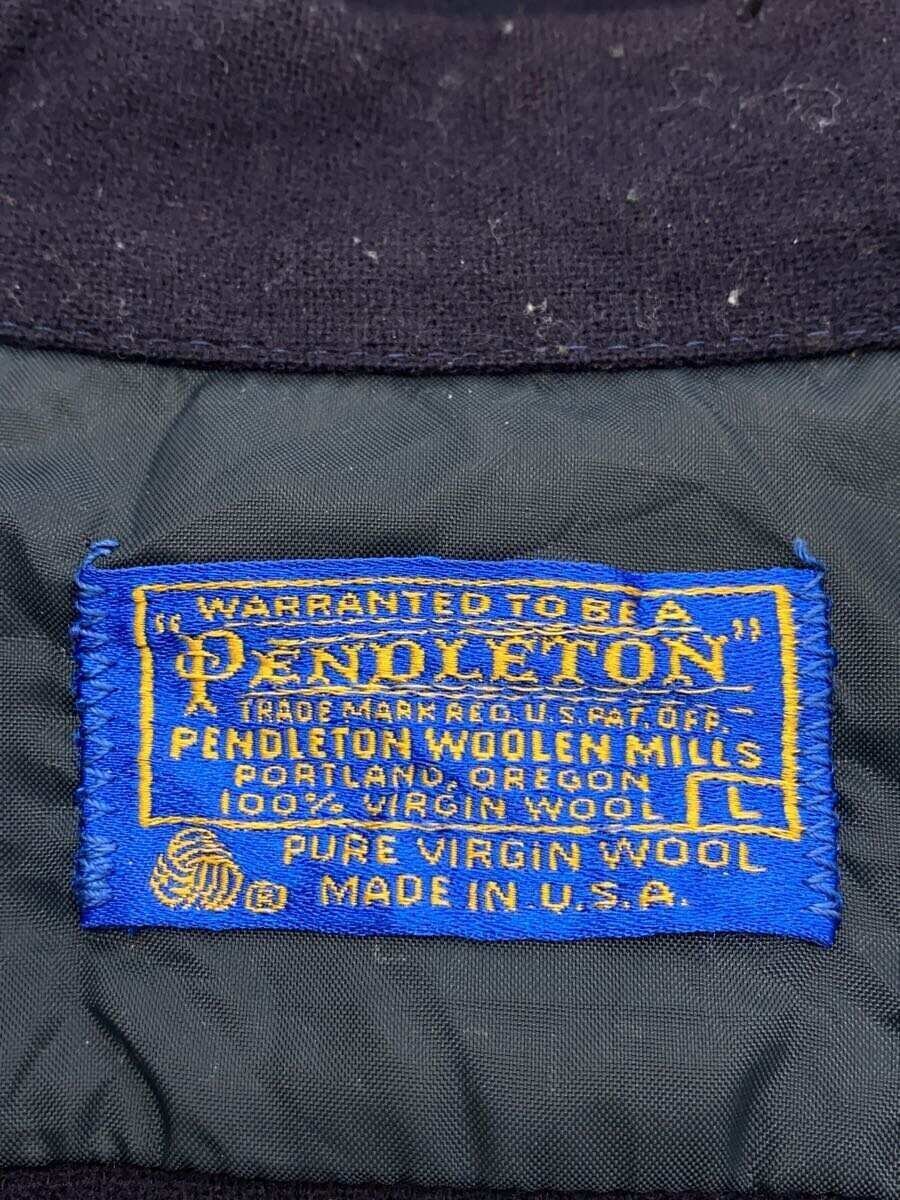 WARRANTED TO BE A
"PENDLETON"
TRADE MARK REG. U.S. PAT. OFF.
PENDLETON WOOLEN MILLS
PORTLAND, OREGON
100% VIRGIN WOOL L
PURE VIRGIN WOOL
® MADE IN U.S.A.